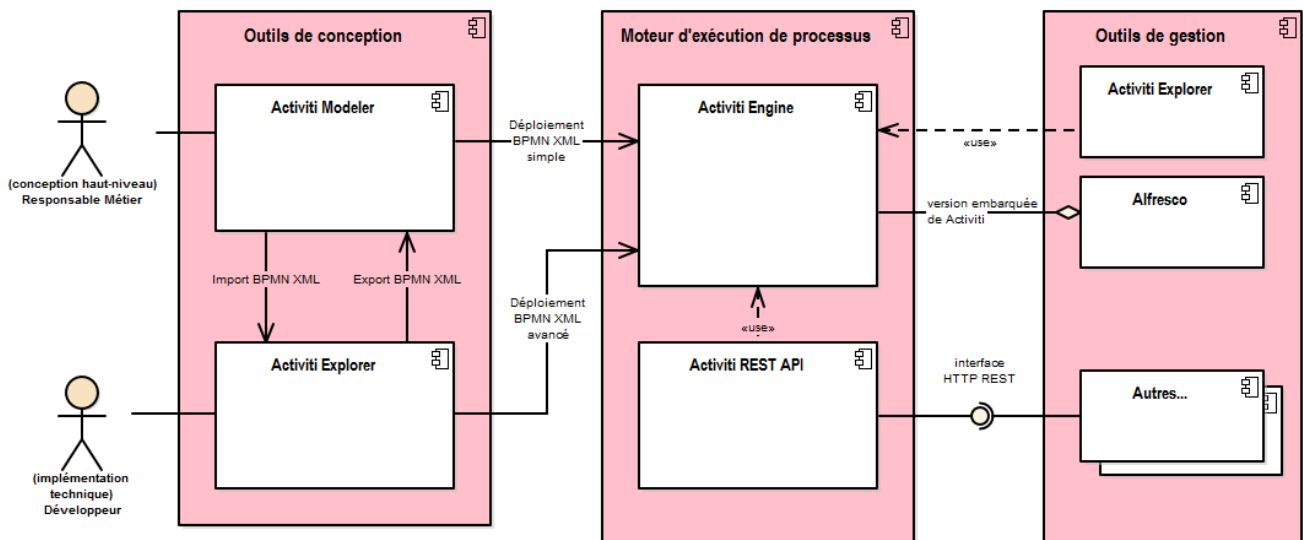 Outils de conception
Activiti Modeler
(conception haut-niveau)
Responsable Métier
Import BPMN XML
Export BPMN XML
Activiti Explorer
(implémentation
technique)
Développeur
Déploiement
BPMN XML
simple
Déploiement
BPMN XML
avancé
Moteur d'exécution de processus
Activiti Engine
«use»
Activiti REST API
«use»
version embarquée
de Activiti
interface
HTTP REST
Outils de gestion
Activiti Explorer
Alfresco
Autres...